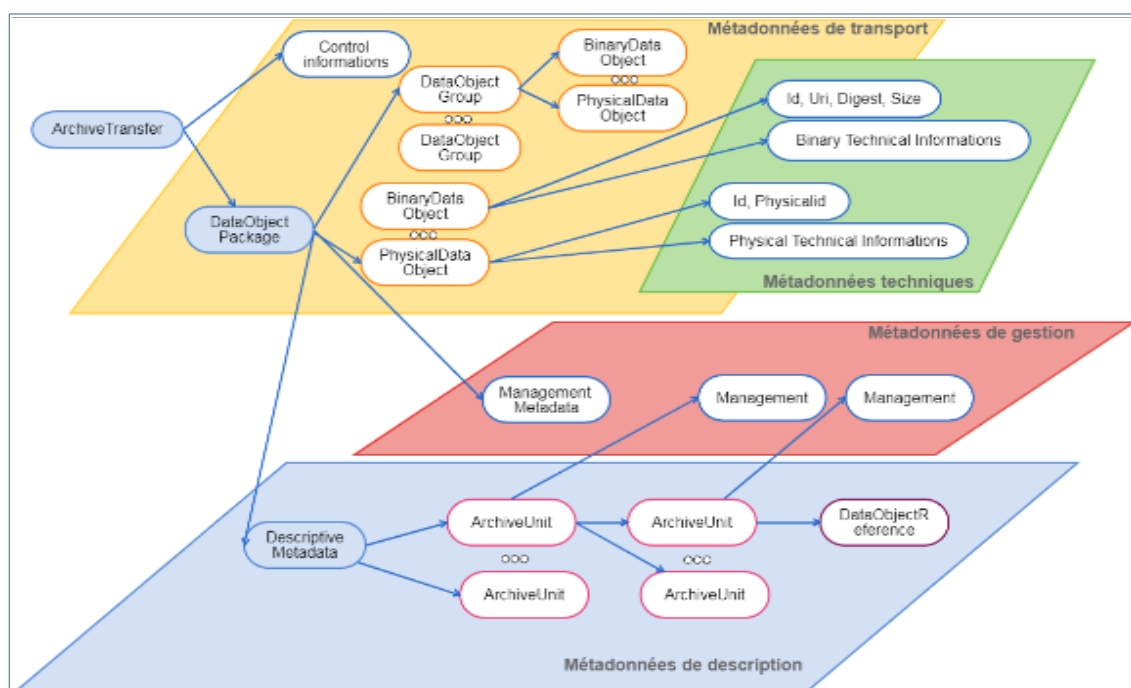 Métadonnées de transport
Control
informations
BinaryData
Object
ooo
PhysicalData
Object
DataObject
Group
ooo
DataObject
Group
ArchiveTransfer
Id, Uri, Digest, Size
Binary Technical Informations
BinaryData
Object
ooo
PhysicalData
Object
DataObject
Package
Id, Physicalid
Physical Technical Informations
Métadonnées techniques
Métadonnées de gestion
Management
Metadata
Management
Management
Descriptive
Metadata
ArchiveUnit
ooo
ArchiveUnit
ArchiveUnit
ooo
ArchiveUnit
DataObjectR
eference
Métadonnées de description